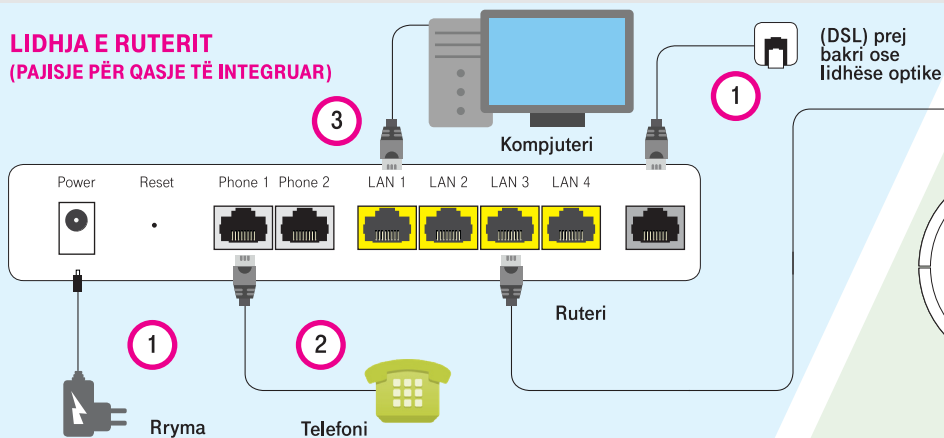 LIDHJA E RUTERIT
(PAJISJE PËR QASJE TË INTEGRUAR)
(DSL) prej
bakri ose
lidhëse optike
1
3
Kompjuteri
Power Reset Phone 1 Phone 2 LAN 1 LAN 2 LAN 3 LAN 4
Ruteri
1
2
Rryma
Telefoni